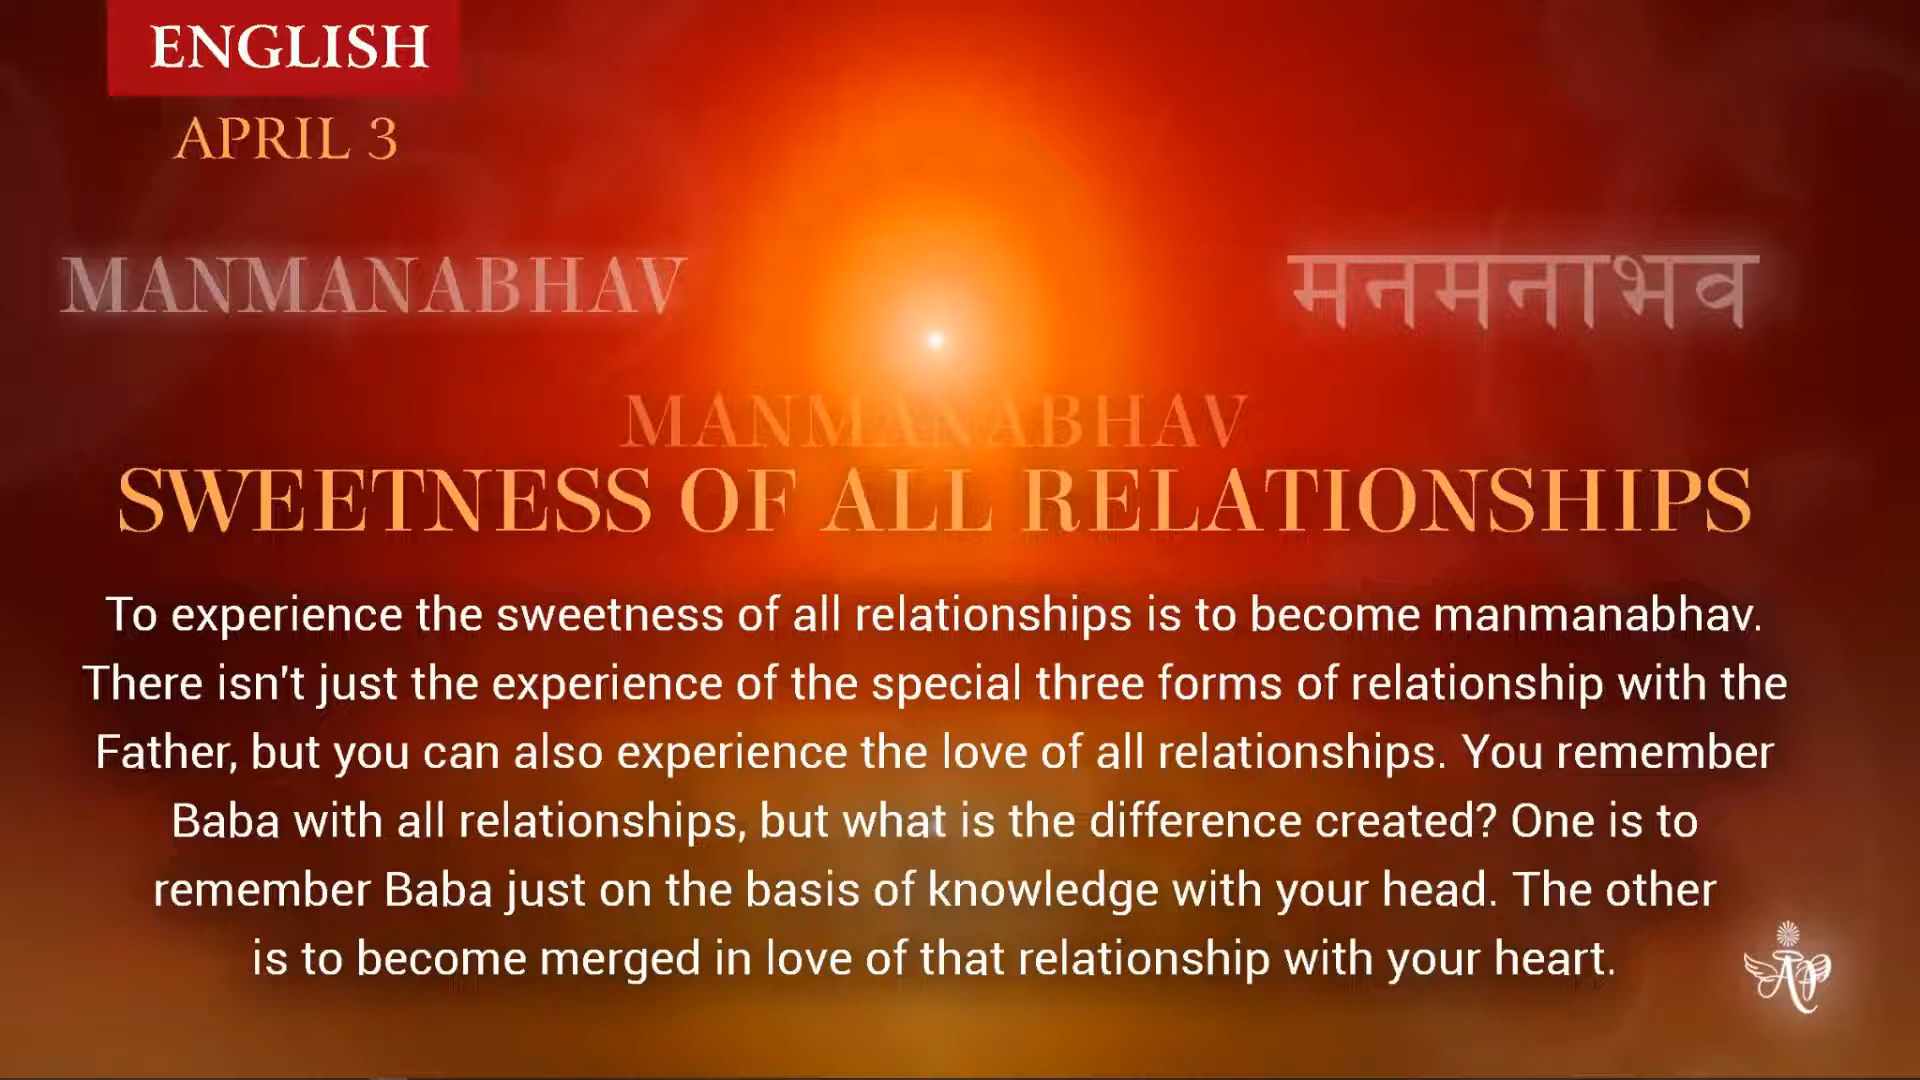 ENGLISH
APRIL 3
MANMANABHAV
मनमनाभव
MANMANABHAV
SWEETNESS OF ALL RELATIONSHIPS
To experience the sweetness of all relationships is to become manmanabhav.
There isn't just the experience of the special three forms of relationship with the
Father, but you can also experience the love of all relationships. You remember
Baba with all relationships, but what is the difference created? One is to
remember Baba just on the basis of knowledge with your head. The other
is to become merged in love of that relationship with your heart.